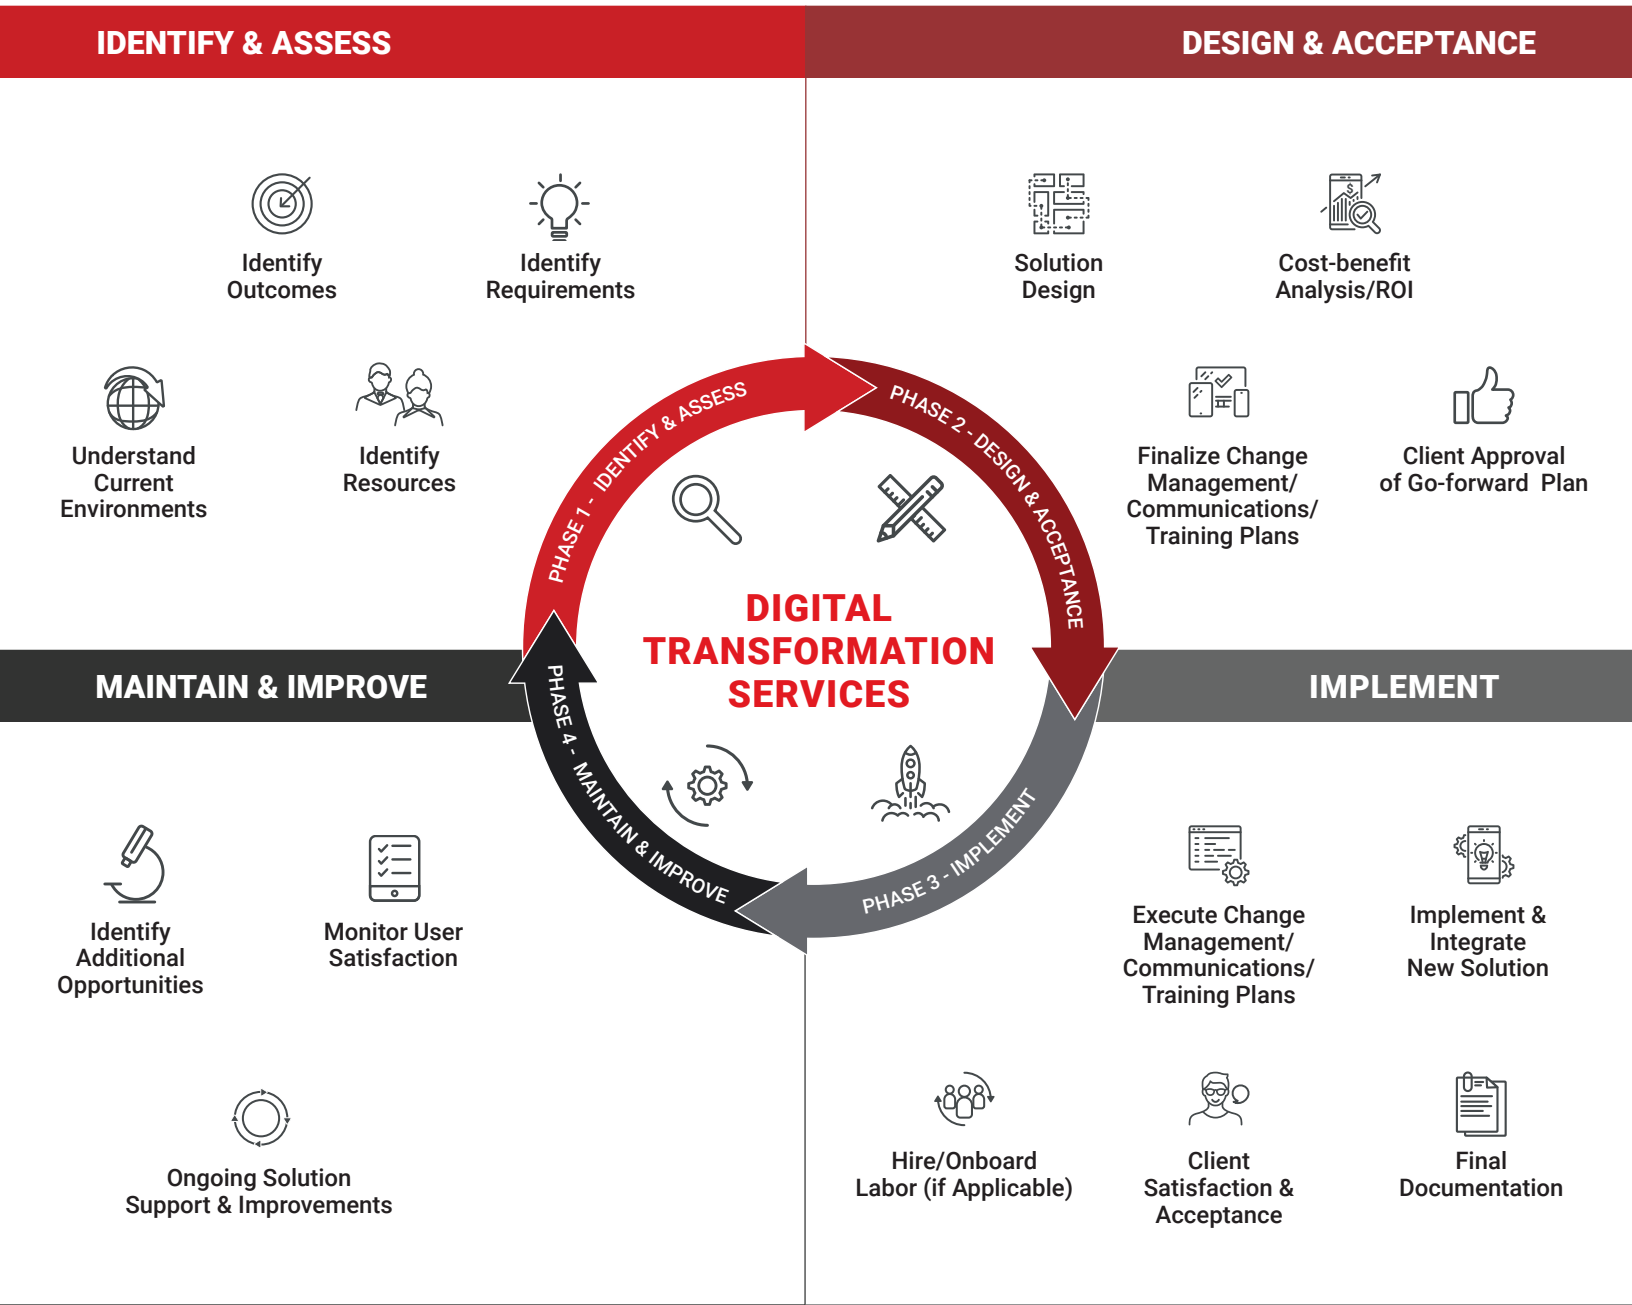 IDENTIFY & ASSESS
DESIGN & ACCEPTANCE
Identify
Outcomes
Identify
Requirements
Understand
Current
Environments
Identify
Resources
Solution
Design
Cost-benefit
Analysis/ROI
Finalize Change
Management/
Communications/
Training Plans
Client Approval
of Go-forward Plan
PHASE 1 - IDENTIFY & ASSESS
PHASE 2 - DESIGN & ACCEPTANCE
DIGITAL
TRANSFORMATION
SERVICES
PHASE 3 - IMPLEMENT
PHASE 4 - MAINTAIN & IMPROVE
MAINTAIN & IMPROVE
IMPLEMENT
Identify
Additional
Opportunities
Monitor User
Satisfaction
Ongoing Solution
Support & Improvements
Execute Change
Management/
Communications/
Training Plans
Implement &
Integrate
New Solution
Hire/Onboard
Labor (if Applicable)
Client
Satisfaction &
Acceptance
Final
Documentation